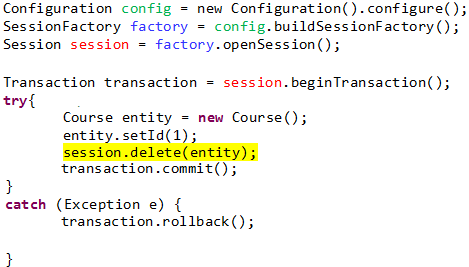 Configuration config = new Configuration().configure();
SessionFactory factory = config.buildSessionFactory();
Session session = factory.openSession();
Transaction transaction = session.beginTransaction();
try{
Course entity = new Course();
entity.setId(1);
session.delete(entity);
transaction.commit();
}
catch (Exception e) {
transaction.rollback();
}